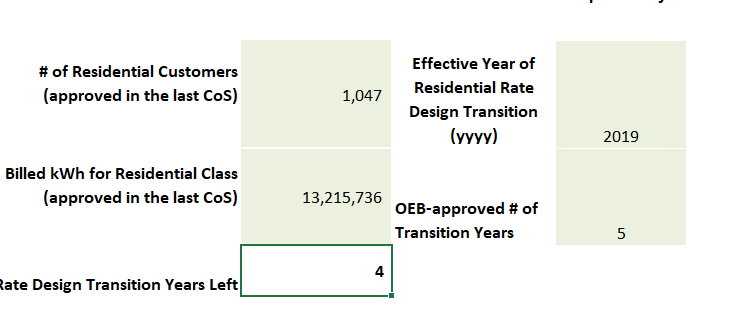 # of Residential Customers
(approved in the last CoS)
1,047
Effective Year of
Residential Rate
Design Transition
(yyyy)
2019
Billed kWh for Residential Class
(approved in the last CoS)
13,215,736
OEB-approved # of
Transition Years
5
Rate Design Transition Years Left
4